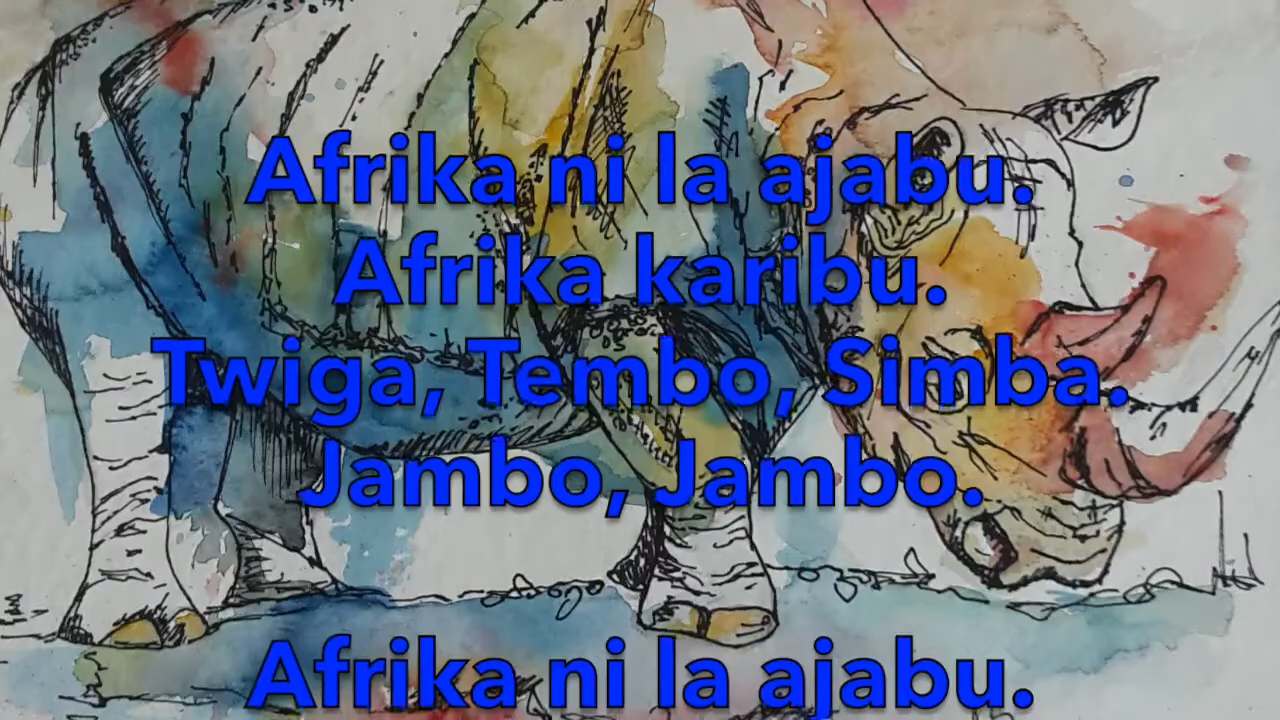 Afrika ni la ajabu.
Afrika karibu.
Twiga, Tembo, Simba.
Jambo, Jambo.
Afrika ni la ajabu.